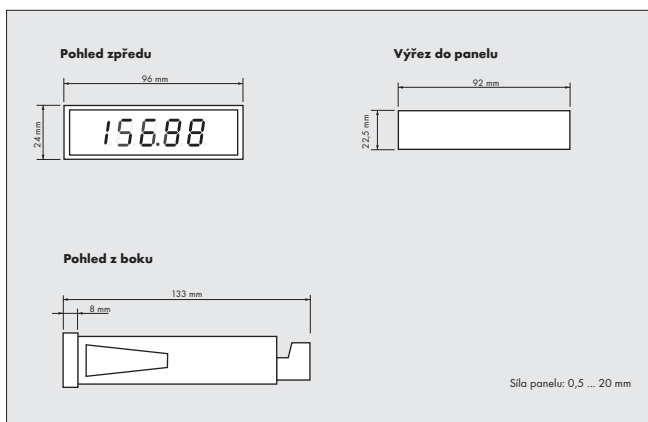 Pohled zpředu
Výřez do panelu
96 mm
92 mm
24 mm
156.88
22,5 mm
Pohled z boku
133 mm
8 mm
Síla panelu: 0,5 ... 20 mm